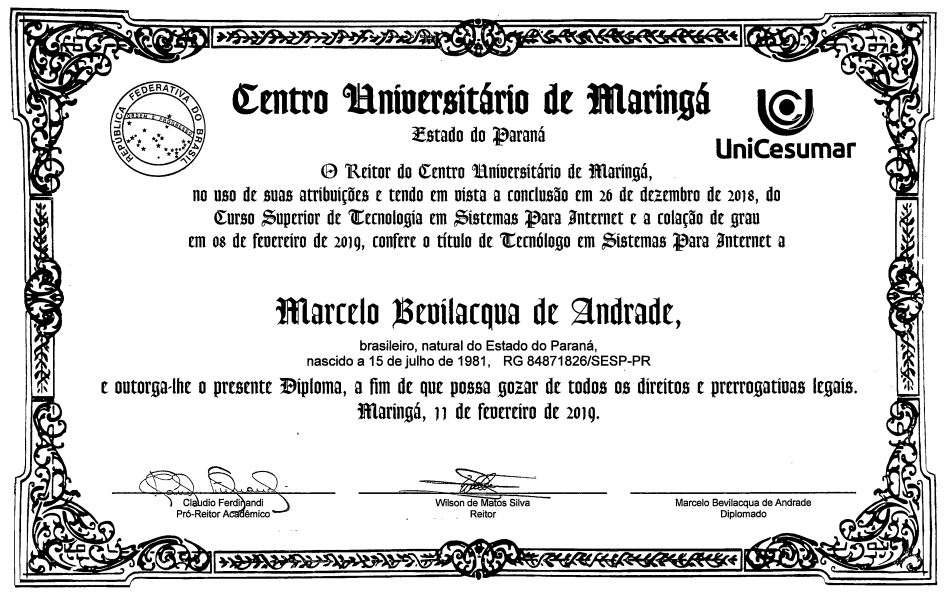 REPÚBLICA FEDERATIVA DO BRASIL
ORDEM E PROGRESSO
Centro Universitário de Maringá
Estado do Paraná
UniCesumar
O Reitor do Centro Universitário de Maringá,
no uso de suas atribuições e tendo em vista a conclusão em 26 de dezembro de 2018, do
Curso Superior de Tecnologia em Sistemas Para Internet e a colação de grau
em 08 de fevereiro de 2019, confere o título de Tecnólogo em Sistemas Para Internet a
Marcelo Bevilacqua de Andrade,
brasileiro, natural do Estado do Paraná,
nascido a 15 de julho de 1981, RG 84871826/SESP-PR
e outorga-lhe o presente Diploma, a fim de que possa gozar de todos os direitos e prerrogativas legais.
Maringá, 11 de fevereiro de 2019.
Claudio Ferdinandi
Pró-Reitor Acadêmico
Wilson de Matos Silva
Reitor
Marcelo Bevilacqua de Andrade
Diplomado